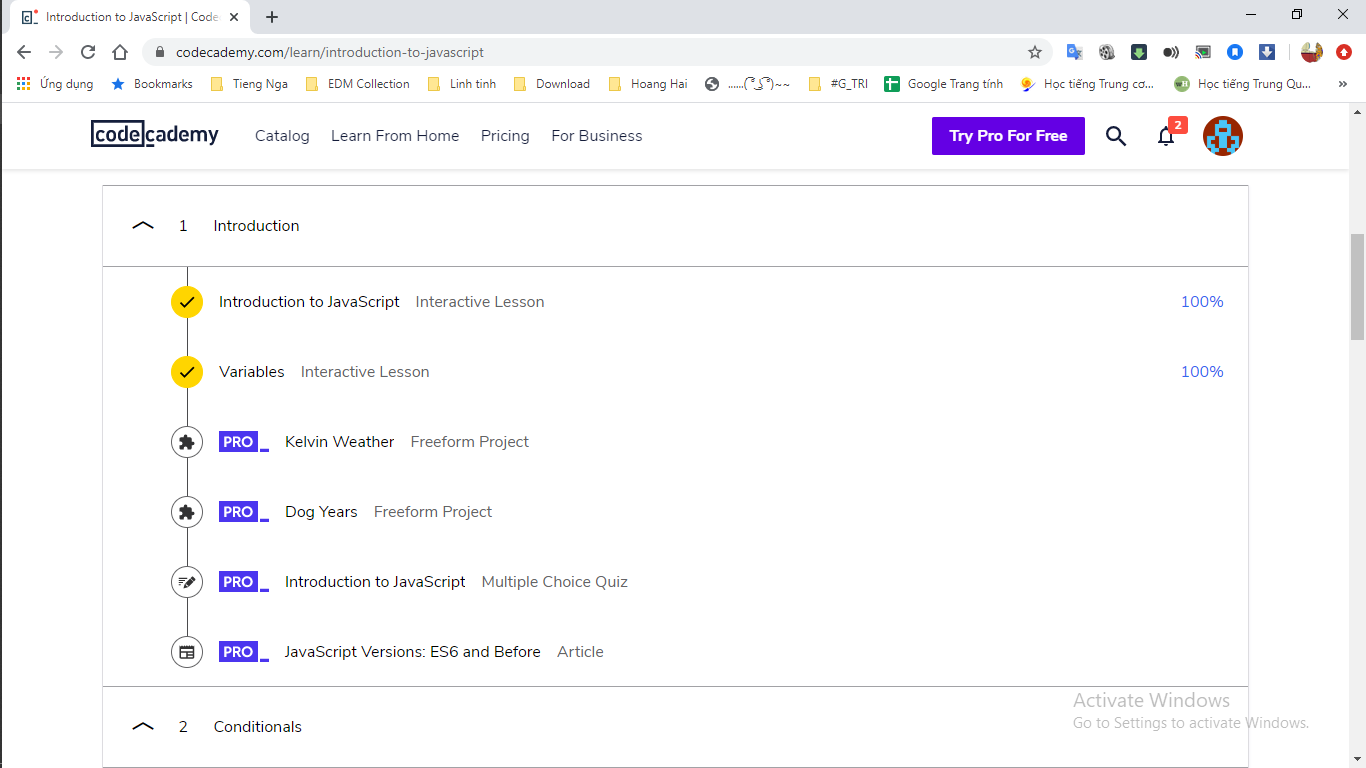 Introduction to JavaScript | Code
codecademy.com/learn/introduction-to-javascript
Ứng dụng Bookmarks Tieng Nga EDM Collection Linh tinh Download Hoang Hai ......( ͡° ͜ʖ ͡°)~~ #G_TRI Google Trang tính Học tiếng Trung cơ... Học tiếng Trung Qu... »
codecademy Catalog Learn From Home Pricing For Business Try Pro For Free 2
1 Introduction
Introduction to JavaScript Interactive Lesson 100%
Variables Interactive Lesson 100%
PRO Kelvin Weather Freeform Project
PRO Dog Years Freeform Project
PRO Introduction to JavaScript Multiple Choice Quiz
PRO JavaScript Versions: ES6 and Before Article
Activate Windows
Go to Settings to activate Windows.
2 Conditionals